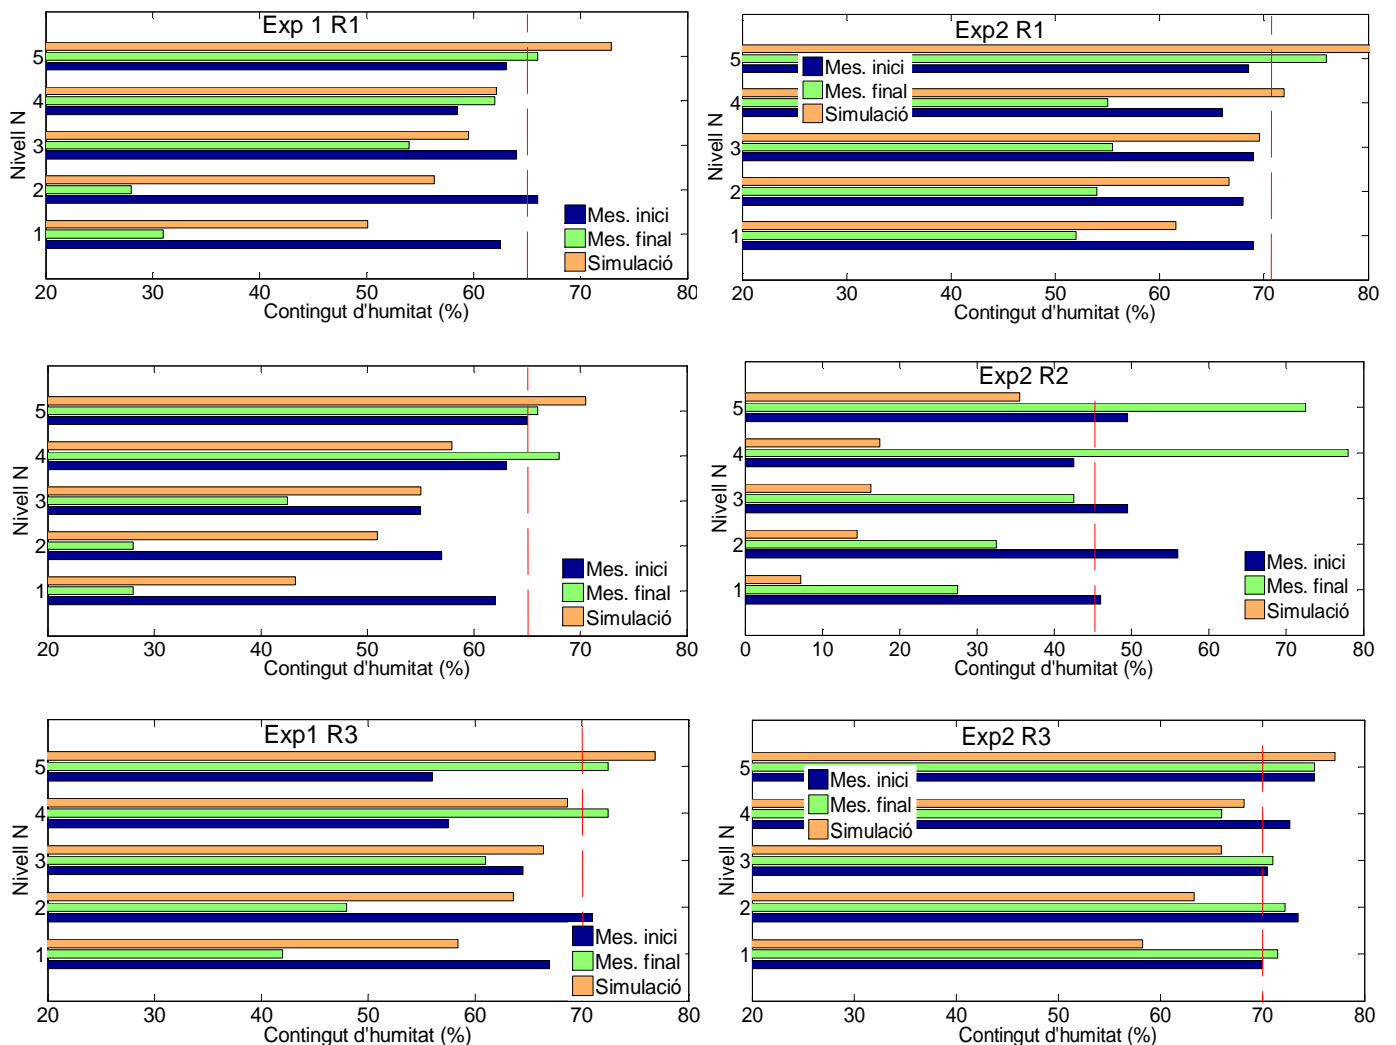 Exp 1 R1
Nivell N
5
4
3
2
1
Mes. inici
Mes. final
Simulació
20 30 40 50 60 70 80
Contingut d'humitat (%)
Exp2 R1
Nivell N
5
4
3
2
1
Mes. inici
Mes. final
Simulació
20 30 40 50 60 70 80
Contingut d'humitat (%)
Nivell N
5
4
3
2
1
Mes. inici
Mes. final
Simulació
20 30 40 50 60 70 80
Contingut d'humitat (%)
Exp2 R2
Nivell N
5
4
3
2
1
Mes. inici
Mes. final
Simulació
0 10 20 30 40 50 60 70 80
Contingut d'humitat (%)
Exp1 R3
Nivell N
5
4
3
2
1
Mes. inici
Mes. final
Simulació
20 30 40 50 60 70 80
Contingut d'humitat (%)
Exp2 R3
Nivell N
5
4
3
2
1
Mes. inici
Mes. final
Simulació
20 30 40 50 60 70 80
Contingut d'humitat (%)